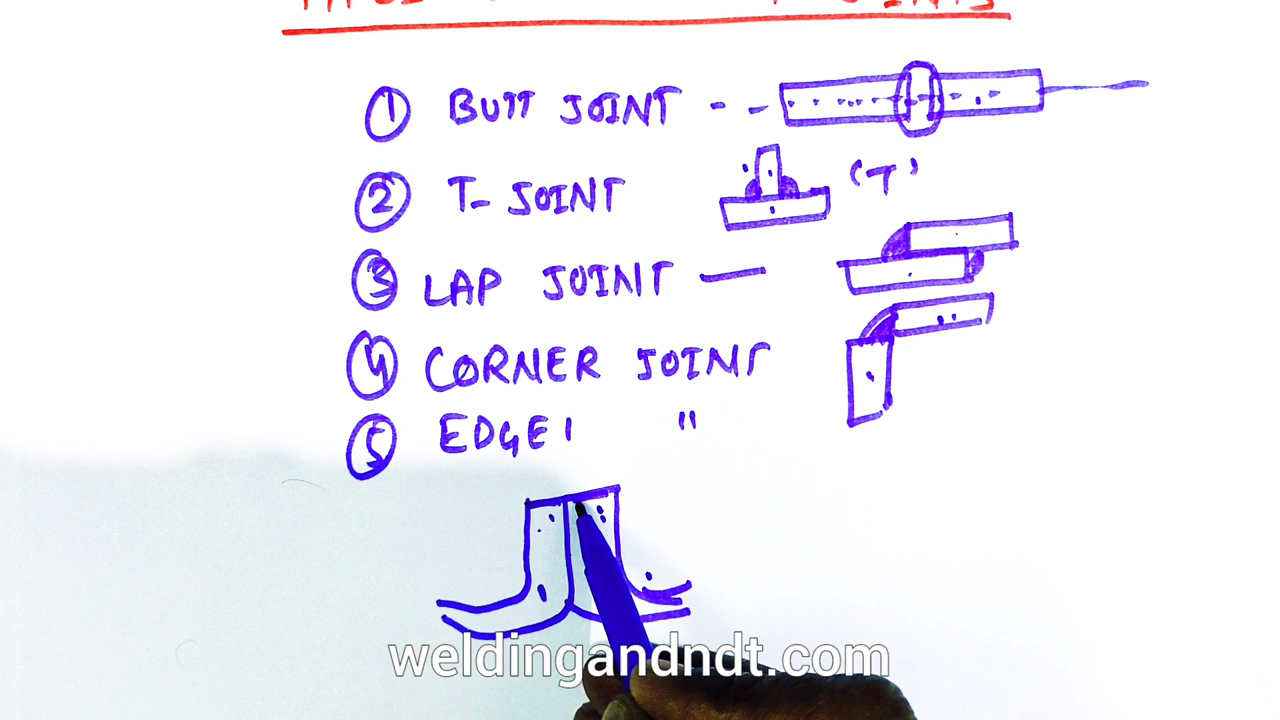 ① BUTT JOINT
② T- JOINT (T)
③ LAP JOINT
④ CORNER JOINT
⑤ EDGE "
weldingandndt.com